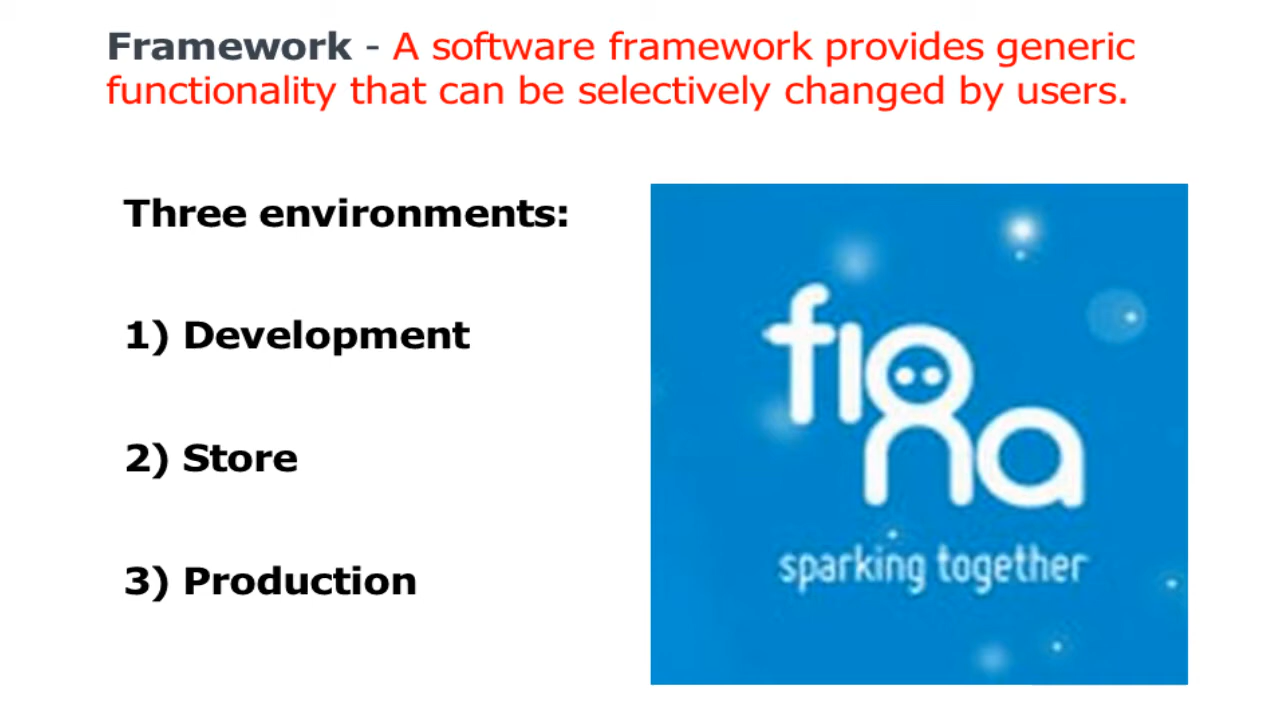 Framework - A software framework provides generic
functionality that can be selectively changed by users.
Three environments:
1) Development
2) Store
3) Production
fiona
sparking together